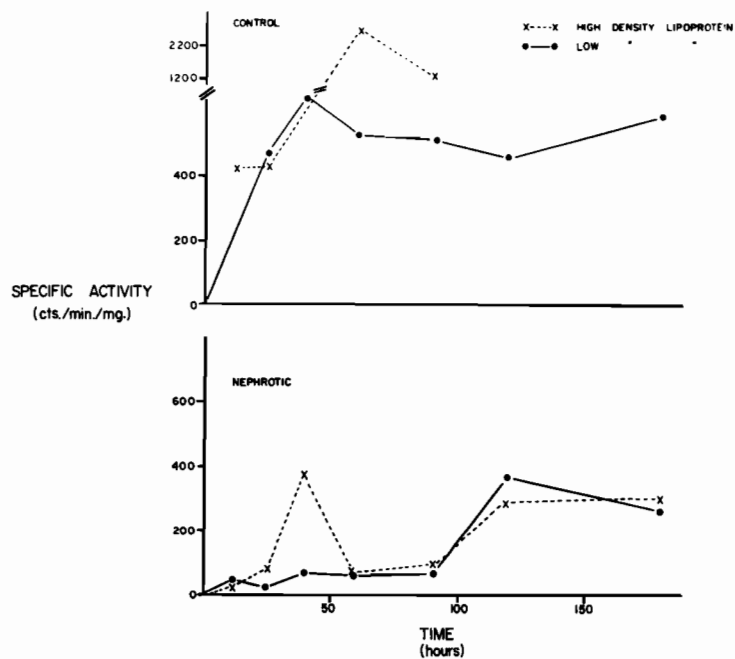 CONTROL
X----X HIGH DENSITY LIPOPROTEIN
●—● LOW " "
2200
1200
400
200
0
SPECIFIC ACTIVITY
(cts./min./mg.)
NEPHROTIC
600
400
200
0
50 100 150
TIME
(hours)